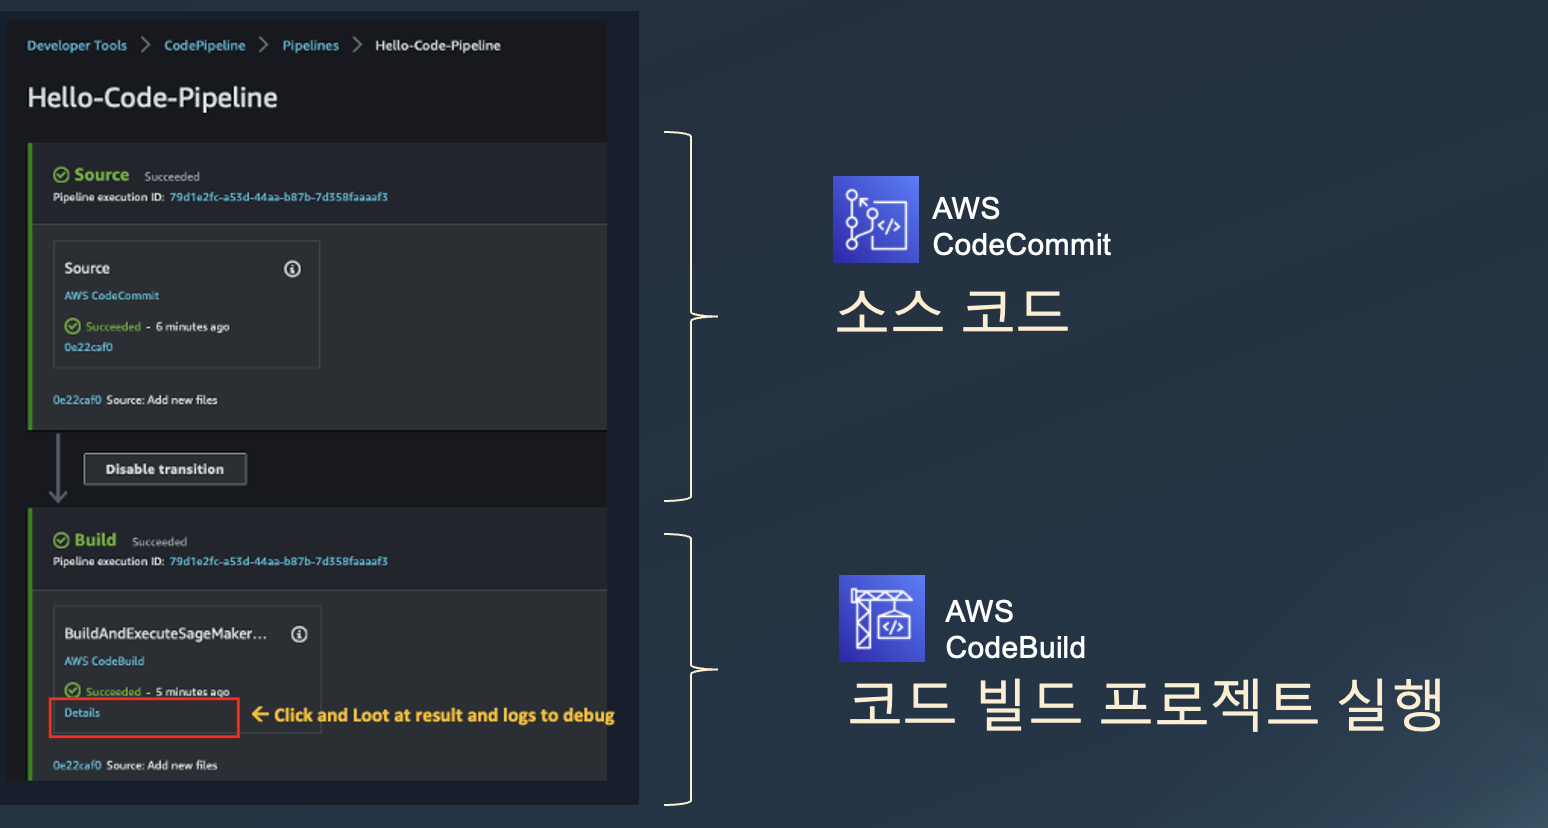 Developer Tools > CodePipeline > Pipelines > Hello-Code-Pipeline
Hello-Code-Pipeline
Source Succeeded
Pipeline execution ID: 79d1e2fc-a53d-44aa-b87b-7d358faaaaf3
Source
AWS CodeCommit
Succeeded - 6 minutes ago
0e22caf0
0e22caf0 Source: Add new files
Disable transition
Build Succeeded
Pipeline execution ID: 79d1e2fc-a53d-44aa-b87b-7d358faaaaf3
BuildAndExecuteSageMaker...
AWS CodeBuild
Succeeded - 5 minutes ago
Details
← Click and Loot at result and logs to debug
0e22caf0 Source: Add new files
AWS
CodeCommit
소스 코드
AWS
CodeBuild
코드 빌드 프로젝트 실행